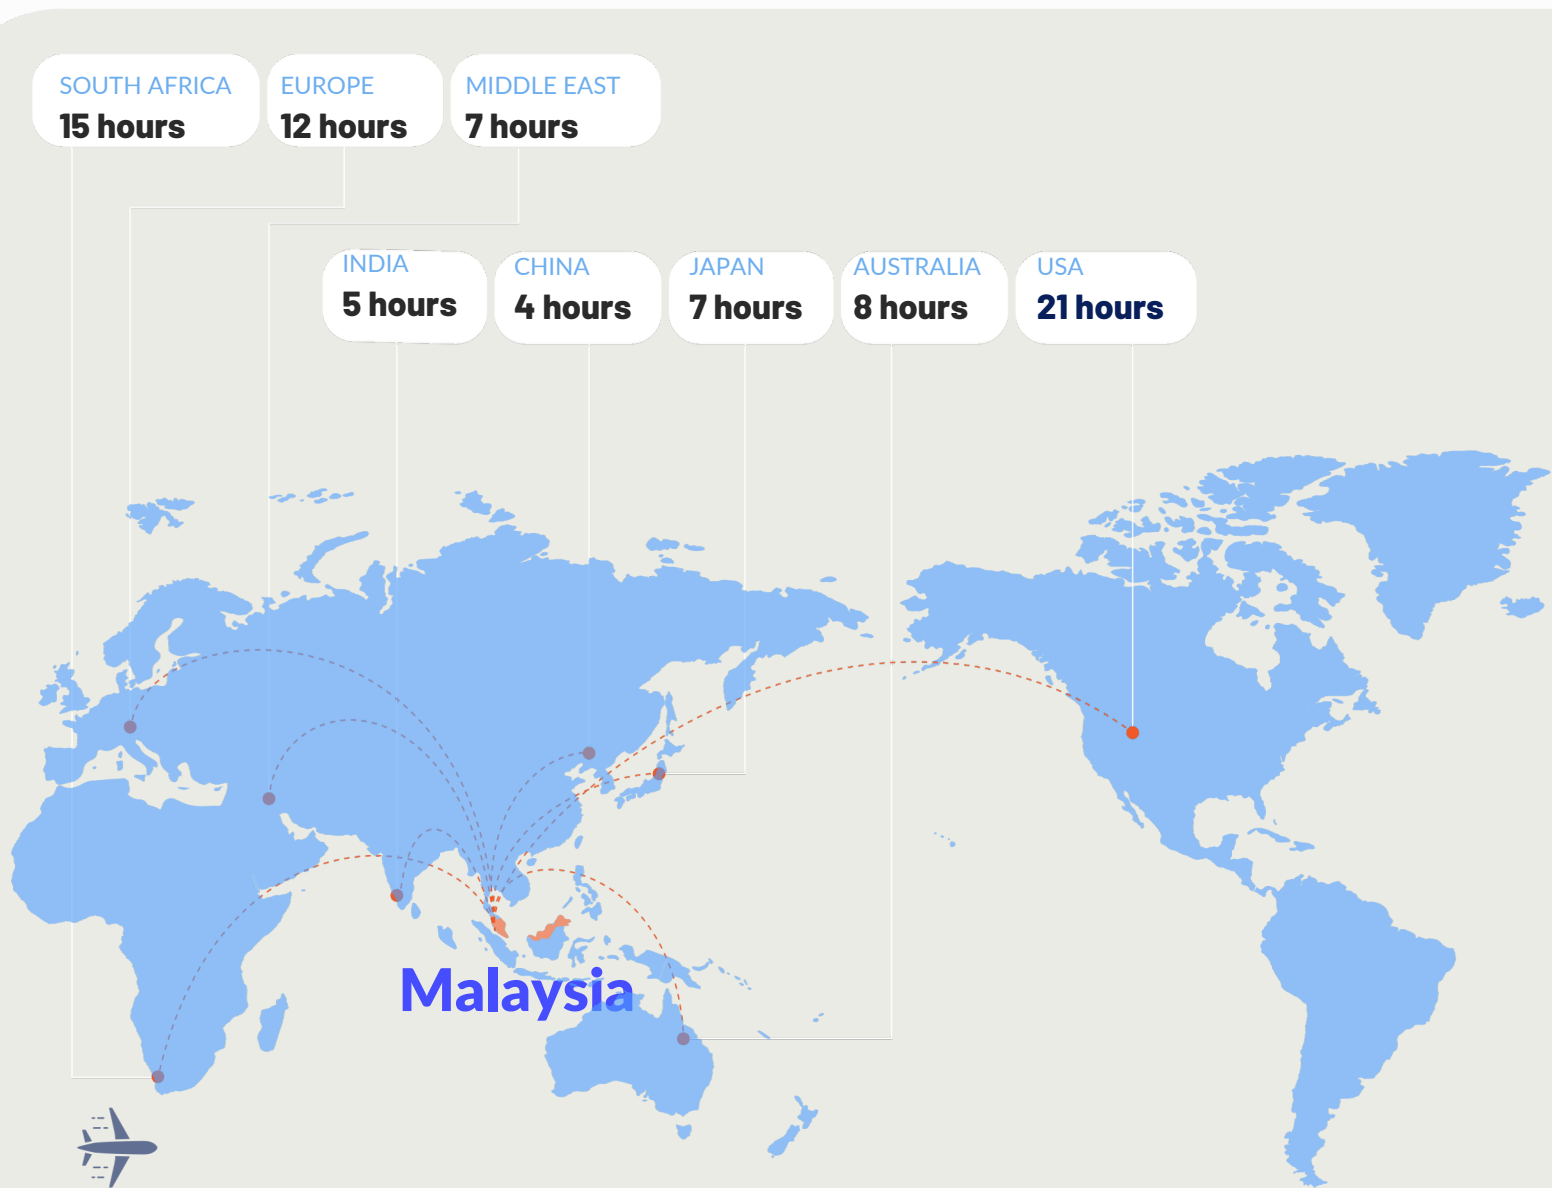 SOUTH AFRICA
15 hours
EUROPE
12 hours
MIDDLE EAST
7 hours
INDIA
5 hours
CHINA
4 hours
JAPAN
7 hours
AUSTRALIA
8 hours
USA
21 hours
Malaysia